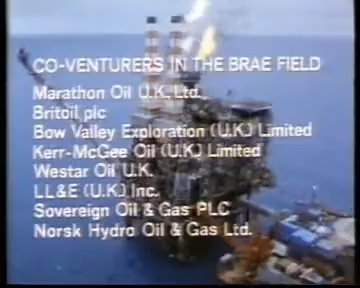 CO-VENTURERS IN THE BRAE FIELD
Marathon Oil U.K. Ltd.
Britoil plc
Bow Valley Exploration (U.K.) Limited
Kerr-McGee Oil (U.K.) Limited
Westar Oil U.K.
LL&E (U.K.) Inc.
Sovereign Oil & Gas PLC
Norsk Hydro Oil & Gas Ltd.